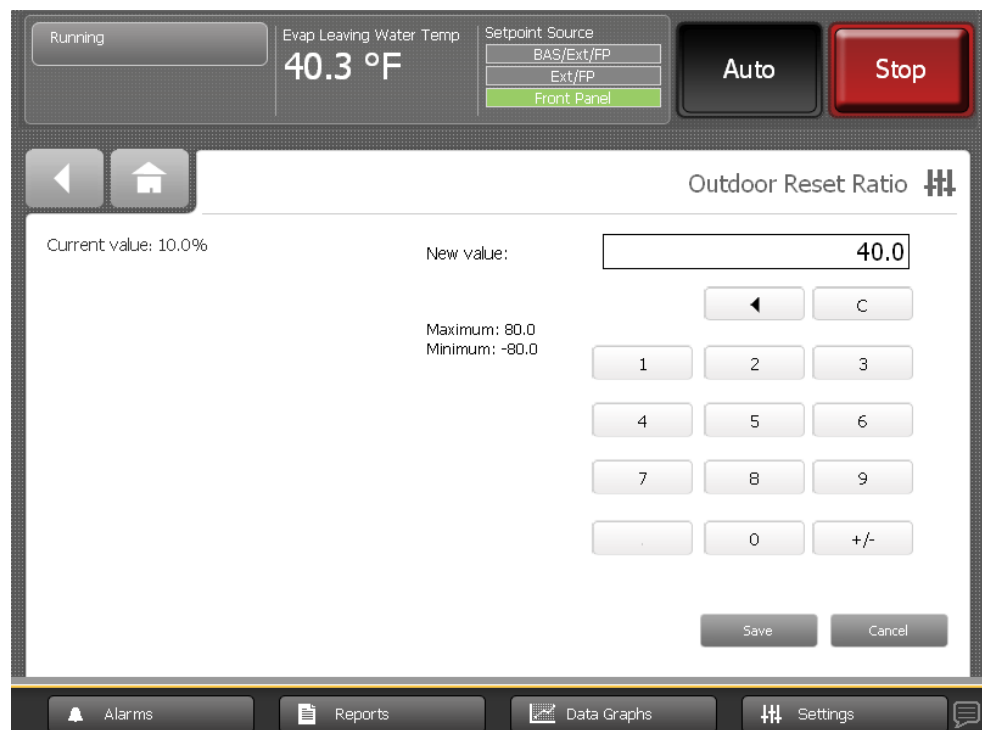 Running
Evap Leaving Water Temp
40.3 °F
Setpoint Source
BAS/Ext/FP
Ext/FP
Front Panel
Auto
Stop
Outdoor Reset Ratio
Current value: 10.0%
New value:
40.0
C
Maximum: 80.0
Minimum: -80.0
1 2 3
4 5 6
7 8 9
. 0 +/-
Save
Cancel
Alarms
Reports
Data Graphs
Settings